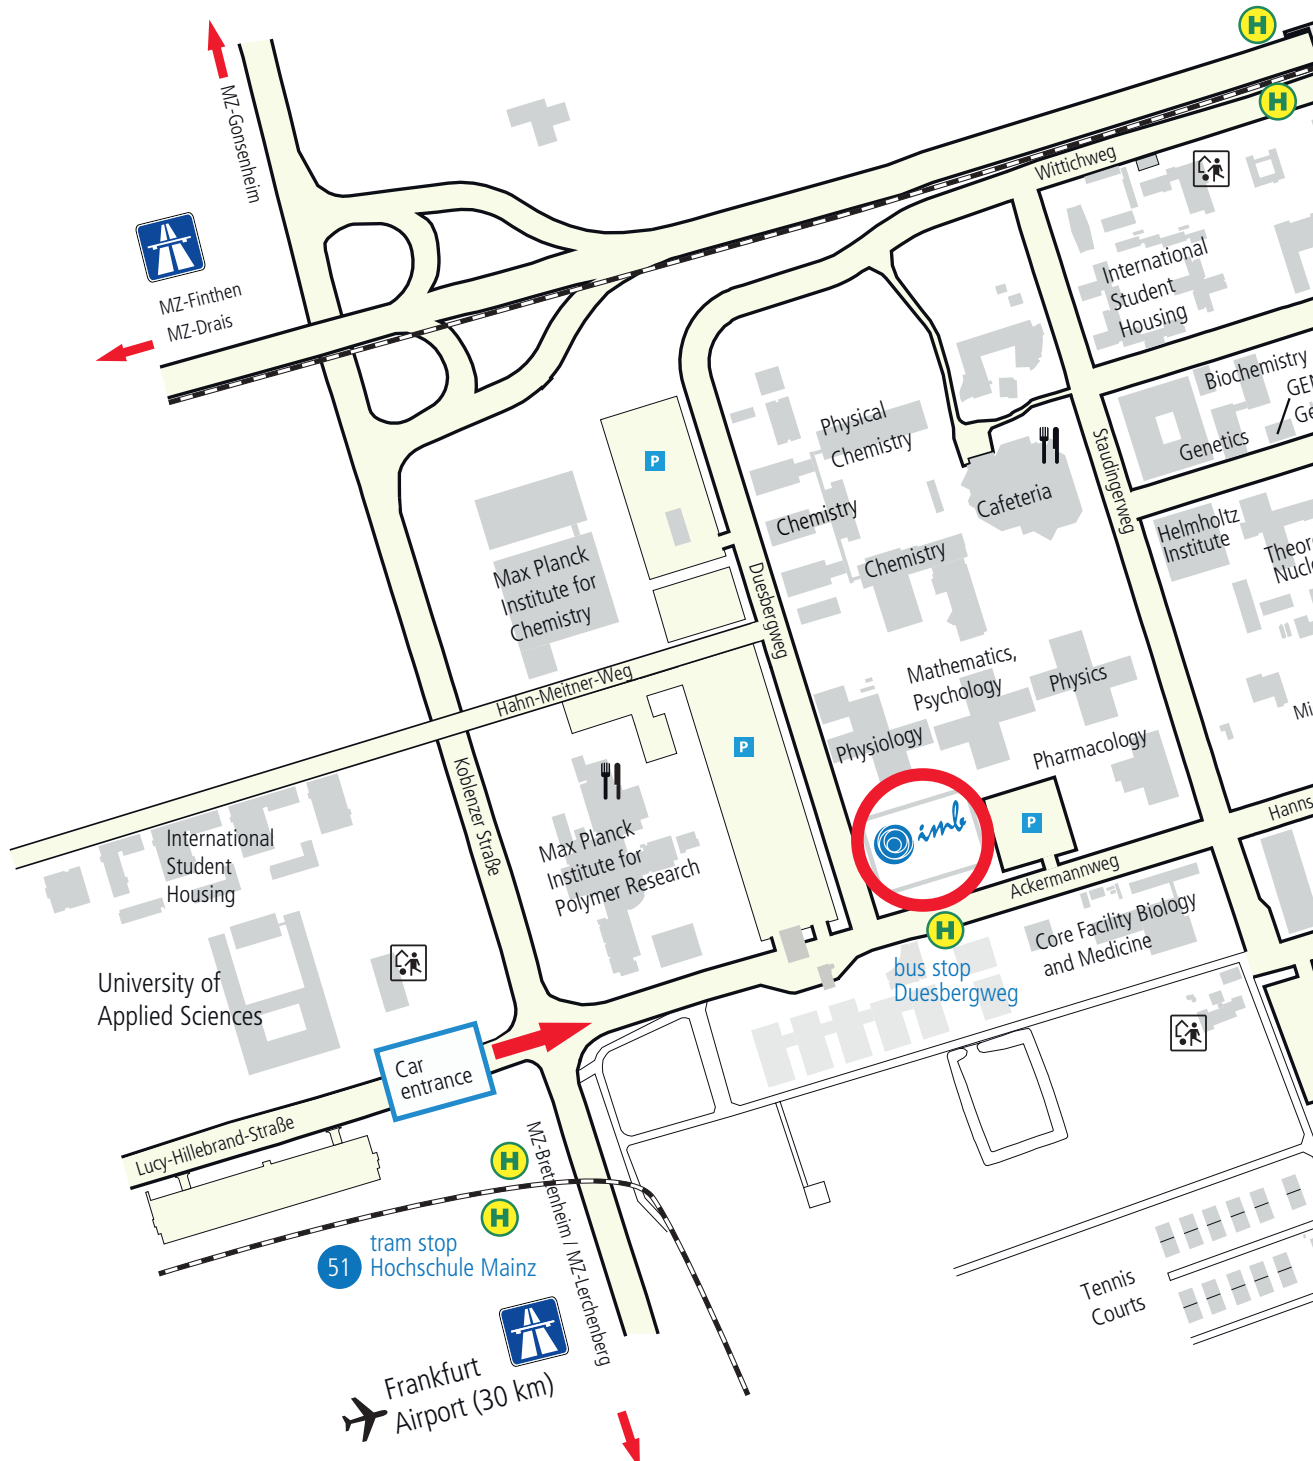 H
H
MZ-Gonsenheim
Wittichweg
MZ-Finthen
MZ-Drais
International
Student
Housing
Biochemistry
Genetics
Physical
Chemistry
P
Staudingerweg
Cafeteria
Chemistry
Helmholtz
Institute
Chemistry
Max Planck
Institute for
Chemistry
Duesbergweg
Hahn-Meitner-Weg
Mathematics,
Psychology
Physics
Physiology
Pharmacology
P
Koblenzer Straße
imb
P
Hanns
International
Student
Housing
Max Planck
Institute for
Polymer Research
Ackermannweg
H
bus stop
Duesbergweg
Core Facility Biology
and Medicine
University of
Applied Sciences
Car
entrance
Lucy-Hillebrand-Straße
MZ-Bretzenheim / MZ-Lerchenberg
H
H
51
tram stop
Hochschule Mainz
Tennis
Courts
Frankfurt
Airport (30 km)